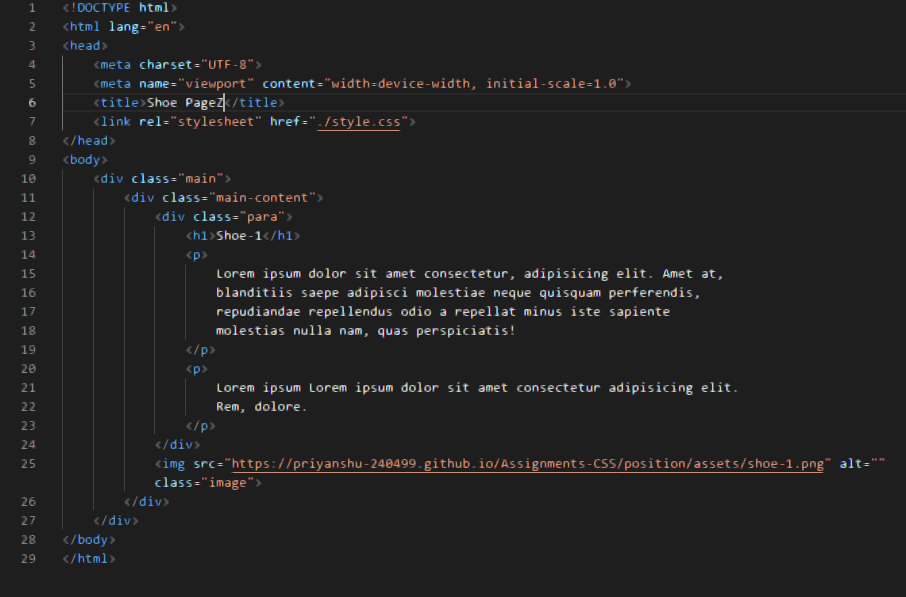 1 <!DOCTYPE html>
2 <html lang="en">
3 <head>
4     <meta charset="UTF-8">
5     <meta name="viewport" content="width=device-width, initial-scale=1.0">
6     <title>Shoe PageZ</title>
7     <link rel="stylesheet" href="./style.css">
8 </head>
9 <body>
10     <div class="main">
11         <div class="main-content">
12             <div class="para">
13                 <h1>Shoe-1</h1>
14                 <p>
15                     Lorem ipsum dolor sit amet consectetur, adipisicing elit. Amet at,
16                     blanditiis saepe adipisci molestiae neque quisquam perferendis,
17                     repudiandae repellendus odio a repellat minus iste sapiente
18                     molestias nulla nam, quas perspiciatis!
19                 </p>
20                 <p>
21                     Lorem ipsum Lorem ipsum dolor sit amet consectetur adipisicing elit.
22                     Rem, dolore.
23                 </p>
24             </div>
25             <img src="https://priyanshu-240499.github.io/Assignments-CSS/position/assets/shoe-1.png" alt=""
            class="image">
26         </div>
27     </div>
28 </body>
29 </html>